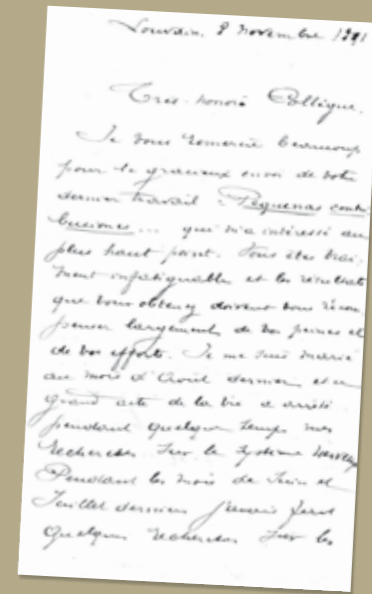 Louvain, 8 novembre 1891
Très honoré Collègue.
Je vous remercie beaucoup
pour le gracieux envoi de votre
dernier travail Pequenas contri
buciones ... qui m'a intéressé au
plus haut point. Vous êtes vrai-
ment infatiguable et les résultats
que vous obtenez doivent vous récom
penser largement de vos peines et
de vos efforts. Je me suis marié
au mois d'Août dernier et ce
grand acte de la vie a arrêté
pendant quelque temps mes
recherches sur le système nerveux
Pendant les mois de Juin et
Juillet derniers j'avais fait
quelques recherches sur les